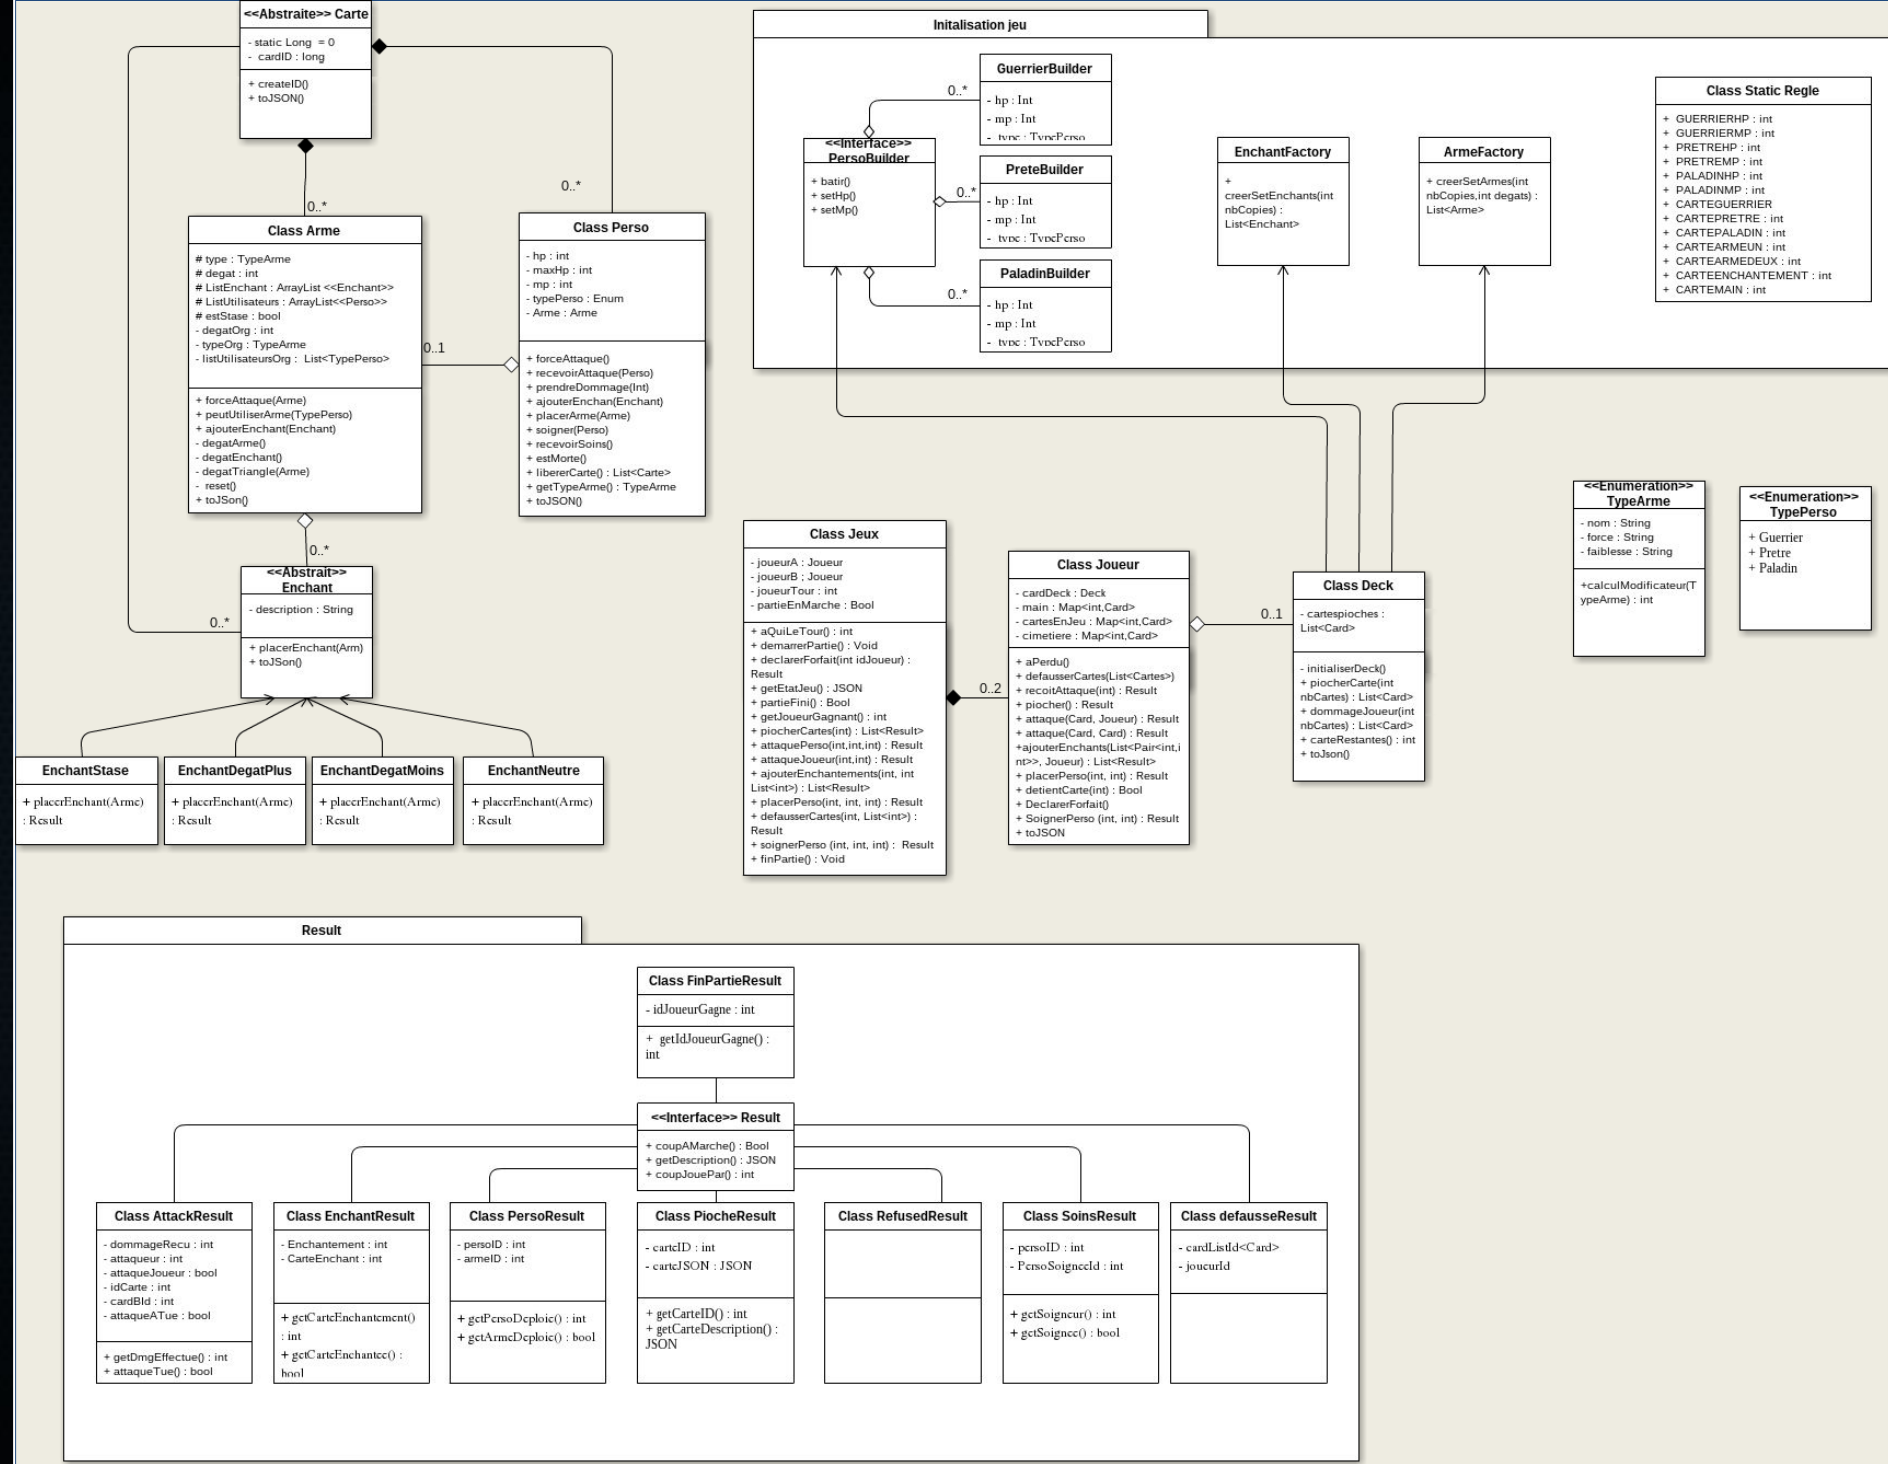 <<Abstraite>> Carte
- static Long  = 0
-  cardID : long
+ createID()
+ toJSON()
0..*
0..*
Class Arme
# type : TypeArme
# degat : int
# ListEnchant : ArrayList <<Enchant>>
# ListUtilisateurs : ArrayList<<Perso>>
# estStase : bool
- degatOrg : int
- typeOrg : TypeArme
- listUtilisateursOrg :  List<TypePerso>
+ forceAttaque(Arme)
+ peutUtiliserArme(TypePerso)
+ ajouterEnchant(Enchant)
- degatArme()
- degatEnchant()
- degatTriangle(Arme)
-  reset()
+ toJSon()
0..1
Class Perso
- hp : int
- maxHp : int
- mp : int
- typePerso : Enum
- Arme : Arme
+ forceAttaque()
+ recevoirAttaque(Perso)
+ prendreDommage(Int)
+ ajouterEnchan(Enchant)
+ placerArme(Arme)
+ soigner(Perso)
+ recevoirSoins()
+ estMorte()
+ libererCarte() : List<Carte>
+ getTypeArme() : TypeArme
+ toJSON()
0..*
<<Abstrait>>
Enchant
- description : String
+ placerEnchant(Arm)
+ toJSon()
0..*
EnchantStase
+ placerEnchant(Arme)
: Result
EnchantDegatPlus
+ placerEnchant(Arme)
: Result
EnchantDegatMoins
+ placerEnchant(Arme)
: Result
EnchantNeutre
+ placerEnchant(Arme)
: Result
Initalisation jeu
GuerrierBuilder
- hp : Int
- mp : Int
- type : TypePerso
0..*
<<Interface>>
PersoBuilder
+ batir()
+ setHp()
+ setMp()
0..*
PreteBuilder
- hp : Int
- mp : Int
- type : TypePerso
0..*
PaladinBuilder
- hp : Int
- mp : Int
- type : TypePerso
EnchantFactory
+
creerSetEnchants(int
nbCopies) :
List<Enchant>
ArmeFactory
+ creerSetArmes(int
nbCopies,int degats) :
List<Arme>
Class Static Regle
+  GUERRIERHP : int
+  GUERRIERMP : int
+  PRETREHP : int
+  PRETREMP : int
+  PALADINHP : int
+  PALADINMP : int
+  CARTEGUERRIER
+  CARTEPRETRE : int
+  CARTEPALADIN : int
+  CARTEARMEUN : int
+  CARTEARMEDEUX : int
+  CARTEENCHANTEMENT : int
+  CARTEMAIN : int
Class Jeux
- joueurA : Joueur
- joueurB ; Joueur
- joueurTour : int
- partieEnMarche : Bool
+ aQuiLeTour() : int
+ demarrerPartie() : Void
+ declarerForfait(int idJoueur) :
Result
+ getEtatJeu() : JSON
+ partieFini() : Bool
+ getJoueurGagnant() : int
+ piocherCartes(int) : List<Result>
+ attaquePerso(int,int,int) : Result
+ attaqueJoueur(int,int) : Result
+ ajouterEnchantements(int, int
List<int>) : List<Result>
+ placerPerso(int, int, int) : Result
+ defausserCartes(int, List<int>) :
Result
+ soignerPerso (int, int, int) :  Result
+ finPartie() : Void
0..2
Class Joueur
- cardDeck : Deck
- main : Map<int,Card>
- cartesEnJeu : Map<int,Card>
- cimetiere : Map<int,Card>
+ aPerdu()
+ defausserCartes(List<Cartes>)
+ recoitAttaque(int) : Result
+ piocher() : Result
+ attaque(Card, Joueur) : Result
+ attaque(Card, Card) : Result
+ajouterEnchants(List<Pair<int,i
nt>>, Joueur) : List<Result>
+ placerPerso(int, int) : Result
+ detientCarte(int) : Bool
+ DeclarerForfait()
+ SoignerPerso (int, int) : Result
+ toJSON
0..1
Class Deck
- cartespioches :
List<Card>
- initialiserDeck()
+ piocherCarte(int
nbCartes) : List<Card>
+ dommageJoueur(int
nbCartes) : List<Card>
+ carteRestantes() : int
+ toJson()
<<Enumeration>>
TypeArme
- nom : String
- force : String
- faiblesse : String
+calculModificateur(T
ypeArme) : int
<<Enumeration>>
TypePerso
+ Guerrier
+ Pretre
+ Paladin
Result
Class FinPartieResult
- idJoueurGagne : int
+  getIdJoueurGagne() :
int
<<Interface>> Result
+ coupAMarche() : Bool
+ getDescription() : JSON
+ coupJouePar() : int
Class AttackResult
- dommageRecu : int
- attaqueur : int
- attaqueJoueur : bool
- idCarte : int
- cardBId : int
- attaqueATue : bool
+ getDmgEffectue() : int
+ attaqueTue() : bool
Class EnchantResult
- Enchantement : int
- CarteEnchant : int
+ getCarteEnchantement()
: int
+ getCarteEnchantee() :
bool
Class PersoResult
- persoID : int
- armeID : int
+ getPersoDeploie() : int
+ getArmeDeploie() : bool
Class PiocheResult
- carteID : int
- carteJSON : JSON
+ getCarteID() : int
+ getCarteDescription() :
JSON
Class RefusedResult
Class SoinsResult
- persoID : int
- PersoSoigneeId : int
+ getSoigneur() : int
+ getSoignee() : bool
Class defausseResult
- cardListId<Card>
- joueurId